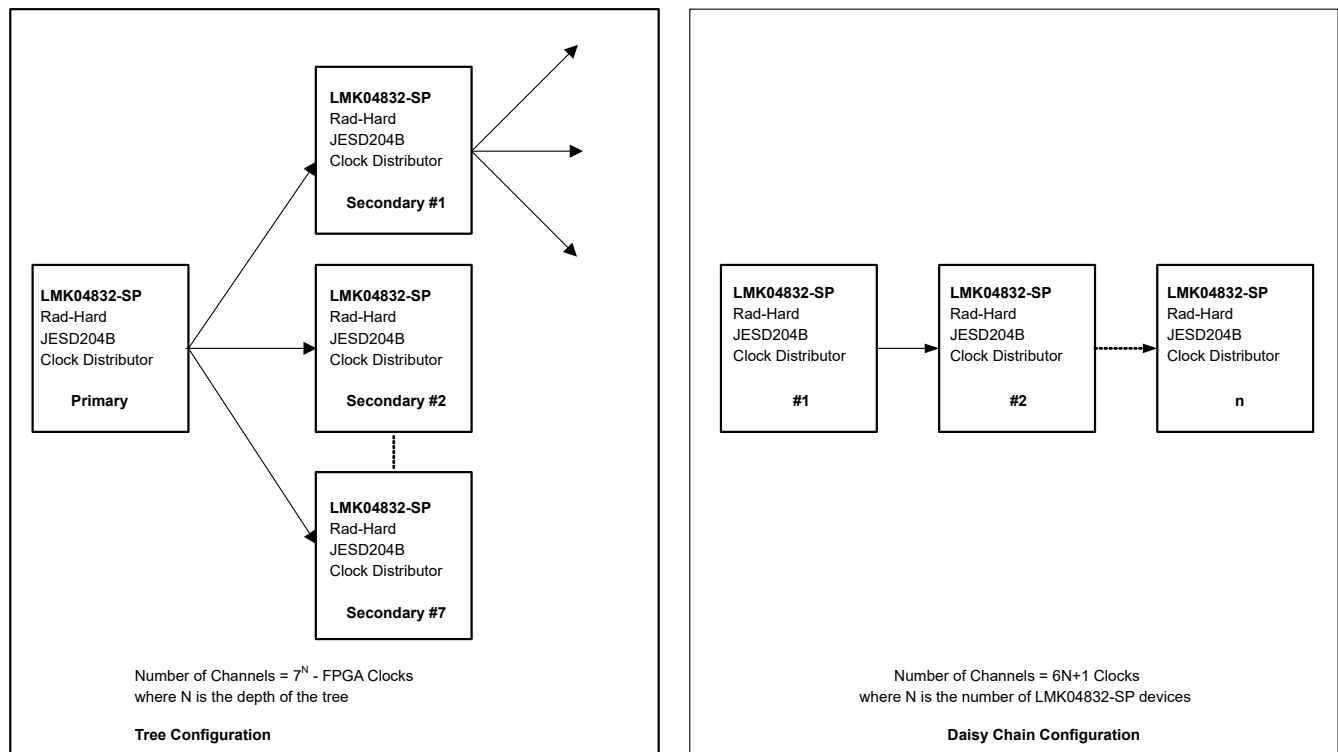 LMK04832-SP
Rad-Hard
JESD204B
Clock Distributor
Primary
LMK04832-SP
Rad-Hard
JESD204B
Clock Distributor
Secondary #1
LMK04832-SP
Rad-Hard
JESD204B
Clock Distributor
Secondary #2
LMK04832-SP
Rad-Hard
JESD204B
Clock Distributor
Secondary #7
Number of Channels = 7^N - FPGA Clocks
where N is the depth of the tree
Tree Configuration
LMK04832-SP
Rad-Hard
JESD204B
Clock Distributor
#1
LMK04832-SP
Rad-Hard
JESD204B
Clock Distributor
#2
LMK04832-SP
Rad-Hard
JESD204B
Clock Distributor
n
Number of Channels = 6N+1 Clocks
where N is the number of LMK04832-SP devices
Daisy Chain Configuration